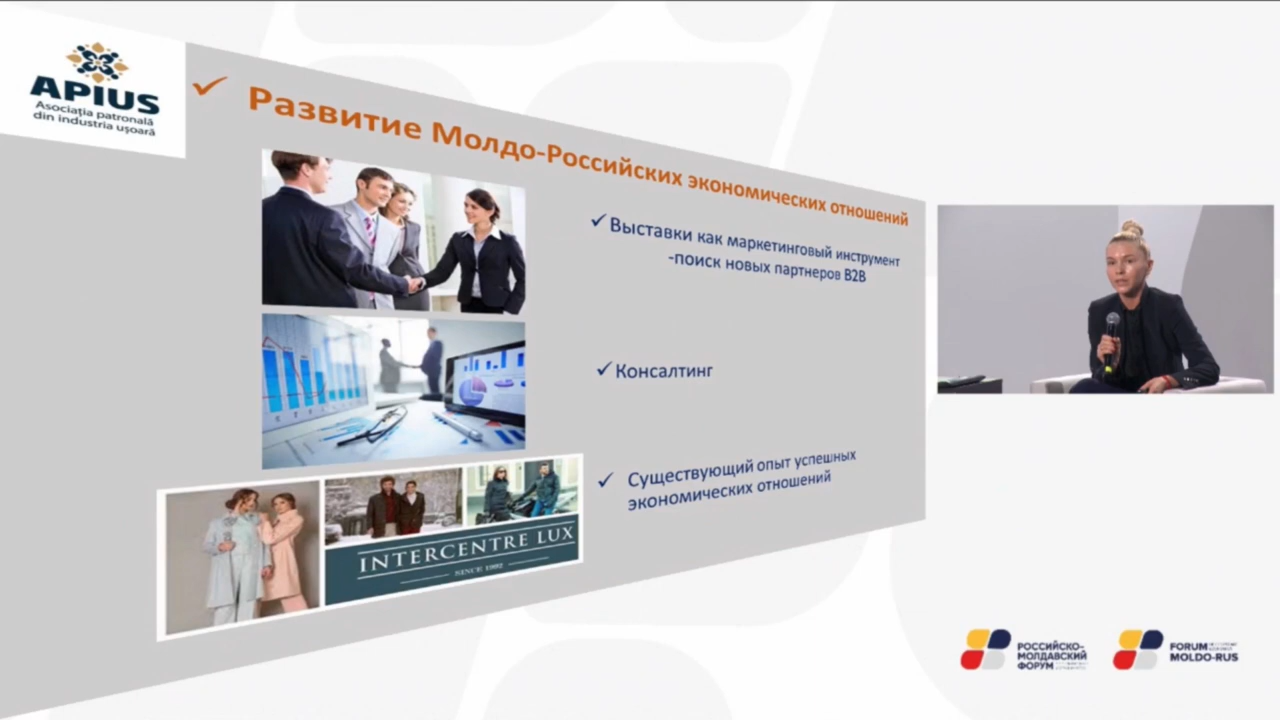 APIUS
Asociația patronală
din industria ușoară
✓ Развитие Молдо-Российских экономических отношений
✓ Выставки как маркетинговый инструмент
-поиск новых партнеров B2B
✓ Консалтинг
✓ Существующий опыт успешных
экономических отношений
INTERCENTRE LUX
SINCE 1992
РОССИЙСКО-
МОЛДАВСКИЙ
ФОРУМ
FORUM
MOLDO-RUS